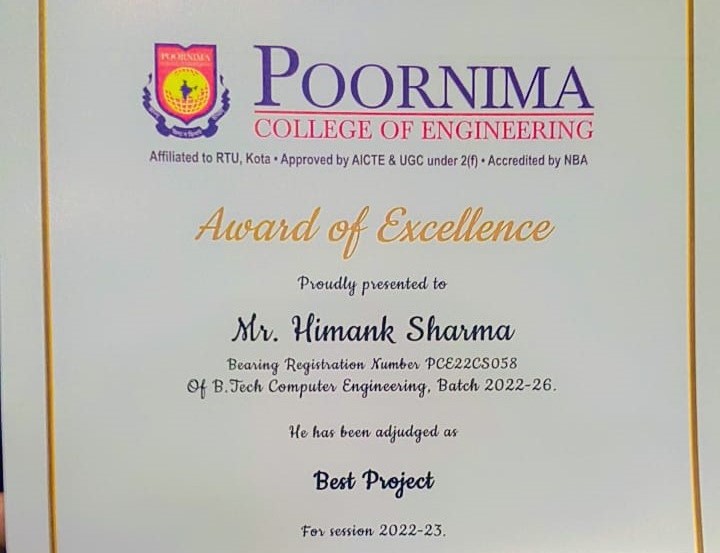 POORNIMA
POORNIMA
COLLEGE OF ENGINEERING
Affiliated to RTU, Kota • Approved by AICTE & UGC under 2(f) • Accredited by NBA
Award of Excellence
Proudly presented to
Mr. Himank Sharma
Bearing Registration Number PCE22CS058
Of B.Tech Computer Engineering, Batch 2022-26.
He has been adjudged as
Best Project
For session 2022-23.